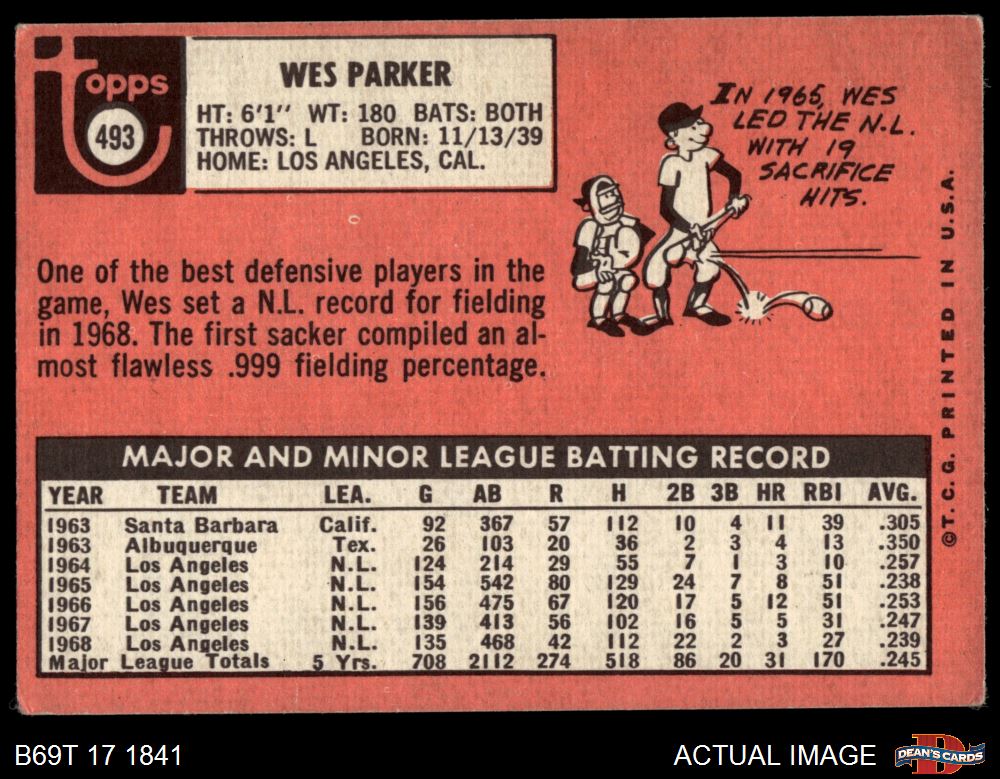 topps
493
WES PARKER
HT: 6'1" WT: 180 BATS: BOTH
THROWS: L BORN: 11/13/39
HOME: LOS ANGELES, CAL.
IN 1965, WES
LED THE N.L.
WITH 19
SACRIFICE
HITS.
One of the best defensive players in the
game, Wes set a N.L. record for fielding
in 1968. The first sacker compiled an al-
most flawless .999 fielding percentage.
©T. C. G. PRINTED IN U.S.A.
MAJOR AND MINOR LEAGUE BATTING RECORD
YEAR TEAM LEA. G AB R H 2B 3B HR RBI AVG.
1963 Santa Barbara Calif. 92 367 57 112 10 4 11 39 .305
1963 Albuquerque Tex. 26 103 20 36 2 3 4 13 .350
1964 Los Angeles N.L. 124 214 29 55 7 1 3 10 .257
1965 Los Angeles N.L. 154 542 80 129 24 7 8 51 .238
1966 Los Angeles N.L. 156 475 67 120 17 5 12 51 .253
1967 Los Angeles N.L. 139 413 56 102 16 5 5 31 .247
1968 Los Angeles N.L. 135 468 42 112 22 2 3 27 .239
Major League Totals 5 Yrs. 708 2112 274 518 86 20 31 170 .245
B69T 17 1841
ACTUAL IMAGE
DEAN'S CARDS